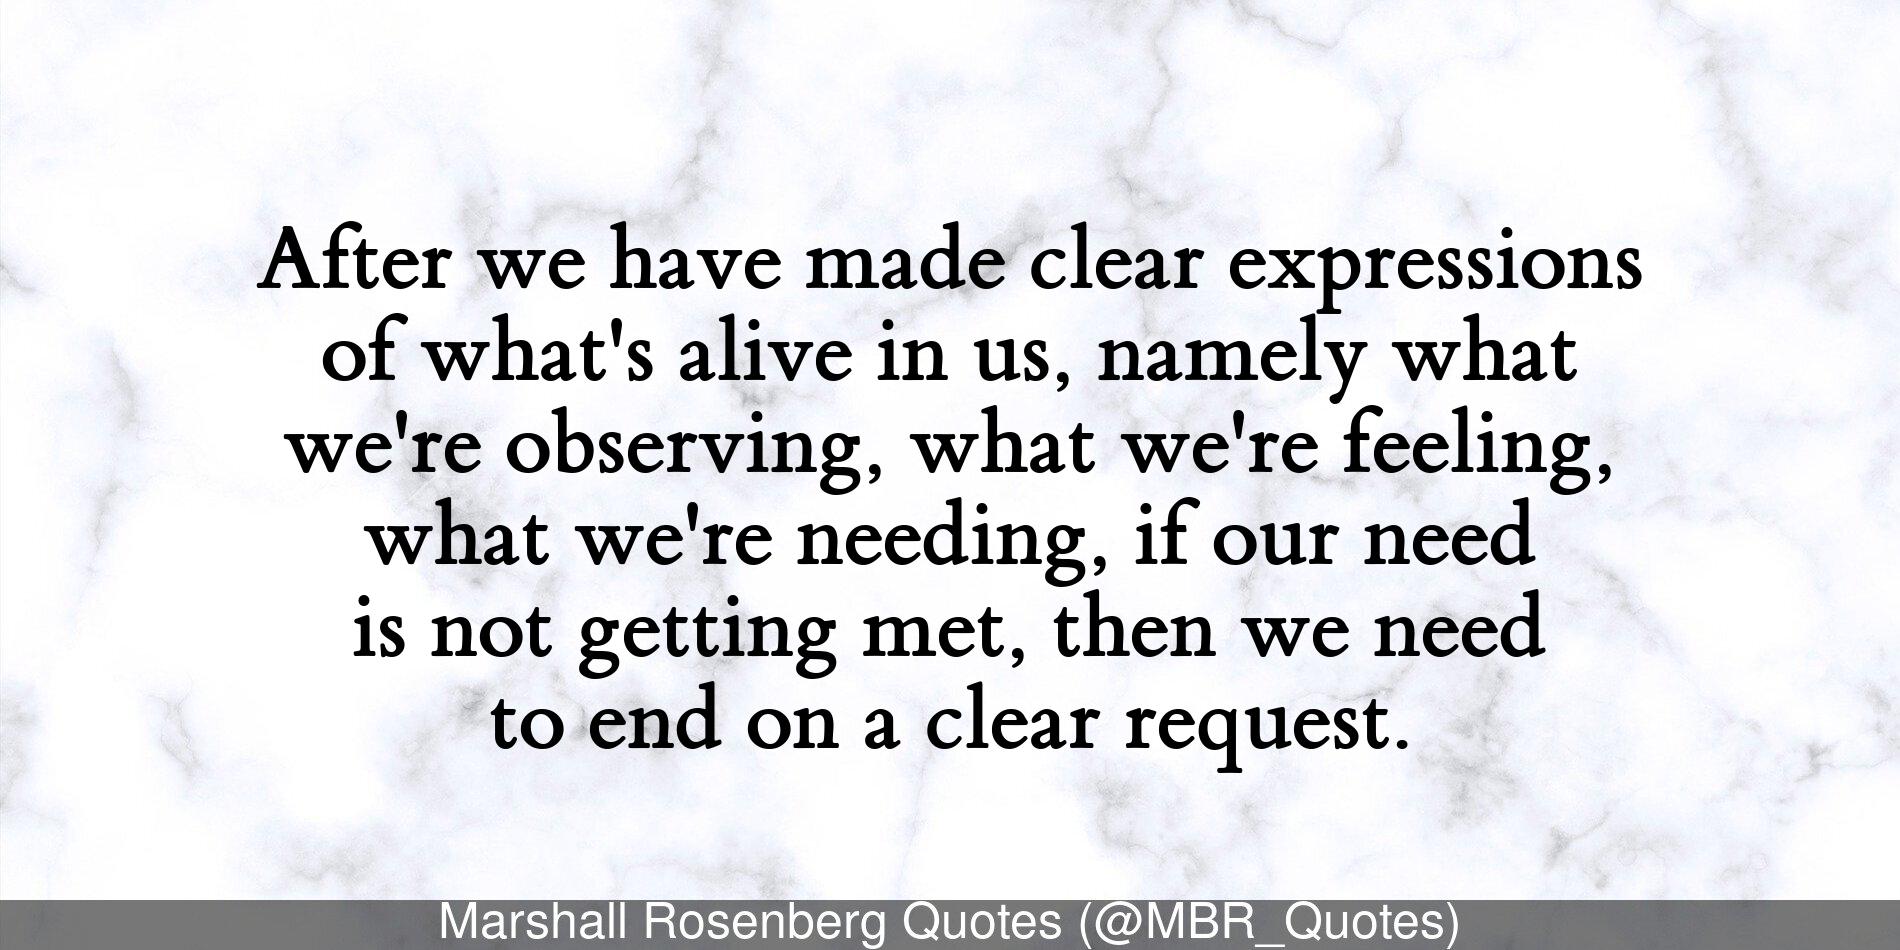 After we have made clear expressions
of what's alive in us, namely what
we're observing, what we're feeling,
what we're needing, if our need
is not getting met, then we need
to end on a clear request.
Marshall Rosenberg Quotes (@MBR_Quotes)